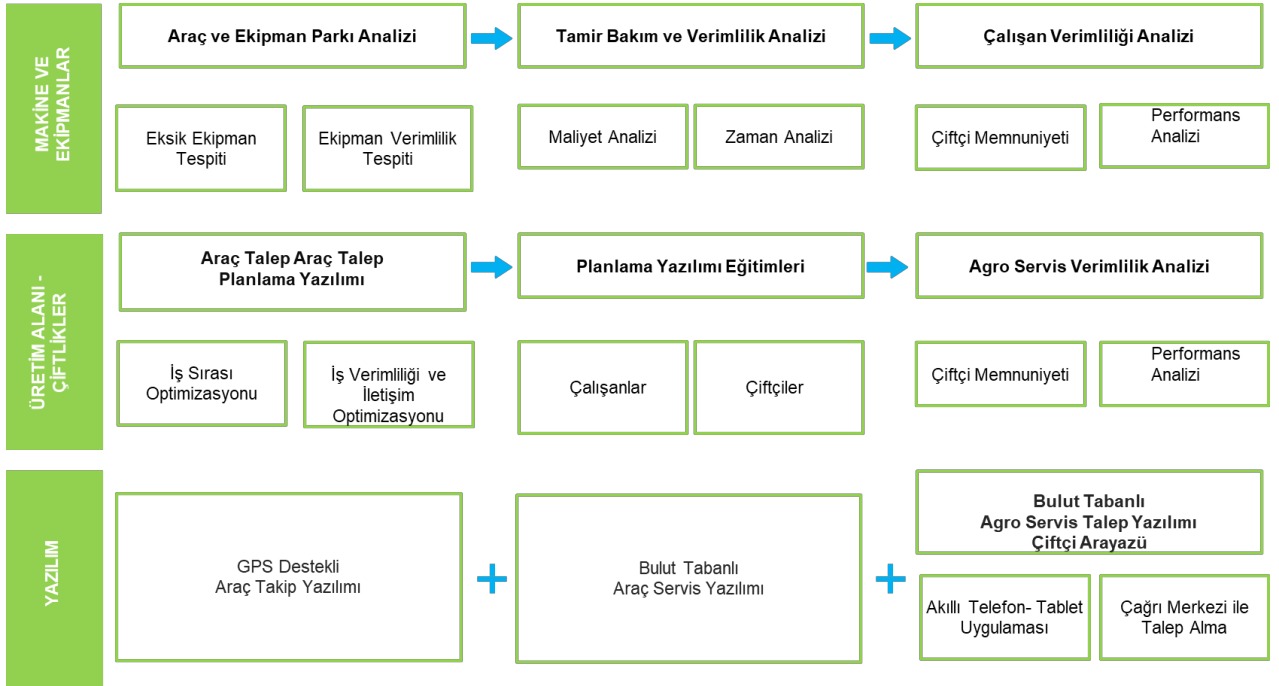 MAKİNE VE
EKİPMANLAR
Araç ve Ekipman Parkı Analizi
Tamir Bakım ve Verimlilik Analizi
Çalışan Verimliliği Analizi
Eksik Ekipman
Tespiti
Ekipman Verimlilik
Tespiti
Maliyet Analizi
Zaman Analizi
Çiftçi Memnuniyeti
Performans
Analizi
ÜRETİM ALANI -
ÇİFTLİKLER
Araç Talep Araç Talep
Planlama Yazılımı
Planlama Yazılımı Eğitimleri
Agro Servis Verimlilik Analizi
İş Sırası
Optimizasyonu
İş Verimliliği ve
İletişim
Optimizasyonu
Çalışanlar
Çiftçiler
Çiftçi Memnuniyeti
Performans
Analizi
YAZILIM
GPS Destekli
Araç Takip Yazılımı
+
Bulut Tabanlı
Araç Servis Yazılımı
+
Bulut Tabanlı
Agro Servis Talep Yazılımı
Çiftçi Arayazü
Akıllı Telefon- Tablet
Uygulaması
Çağrı Merkezi ile
Talep Alma